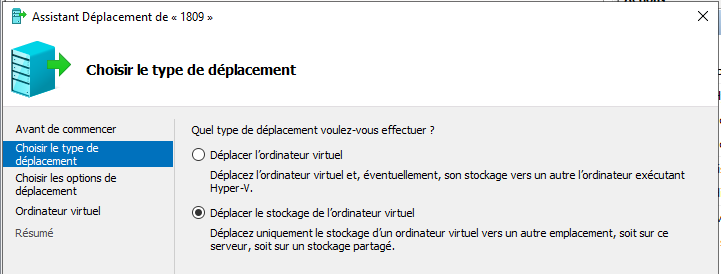 Assistant Déplacement de « 1809 »
Choisir le type de déplacement
Avant de commencer
Choisir le type de
déplacement
Choisir les options de
déplacement
Ordinateur virtuel
Résumé
Quel type de déplacement voulez-vous effectuer ?
Déplacer l'ordinateur virtuel
Déplacez l'ordinateur virtuel et, éventuellement, son stockage vers un autre l'ordinateur exécutant
Hyper-V.
Déplacer le stockage de l'ordinateur virtuel
Déplacez uniquement le stockage d'un ordinateur virtuel vers un autre emplacement, soit sur ce
serveur, soit sur un stockage partagé.